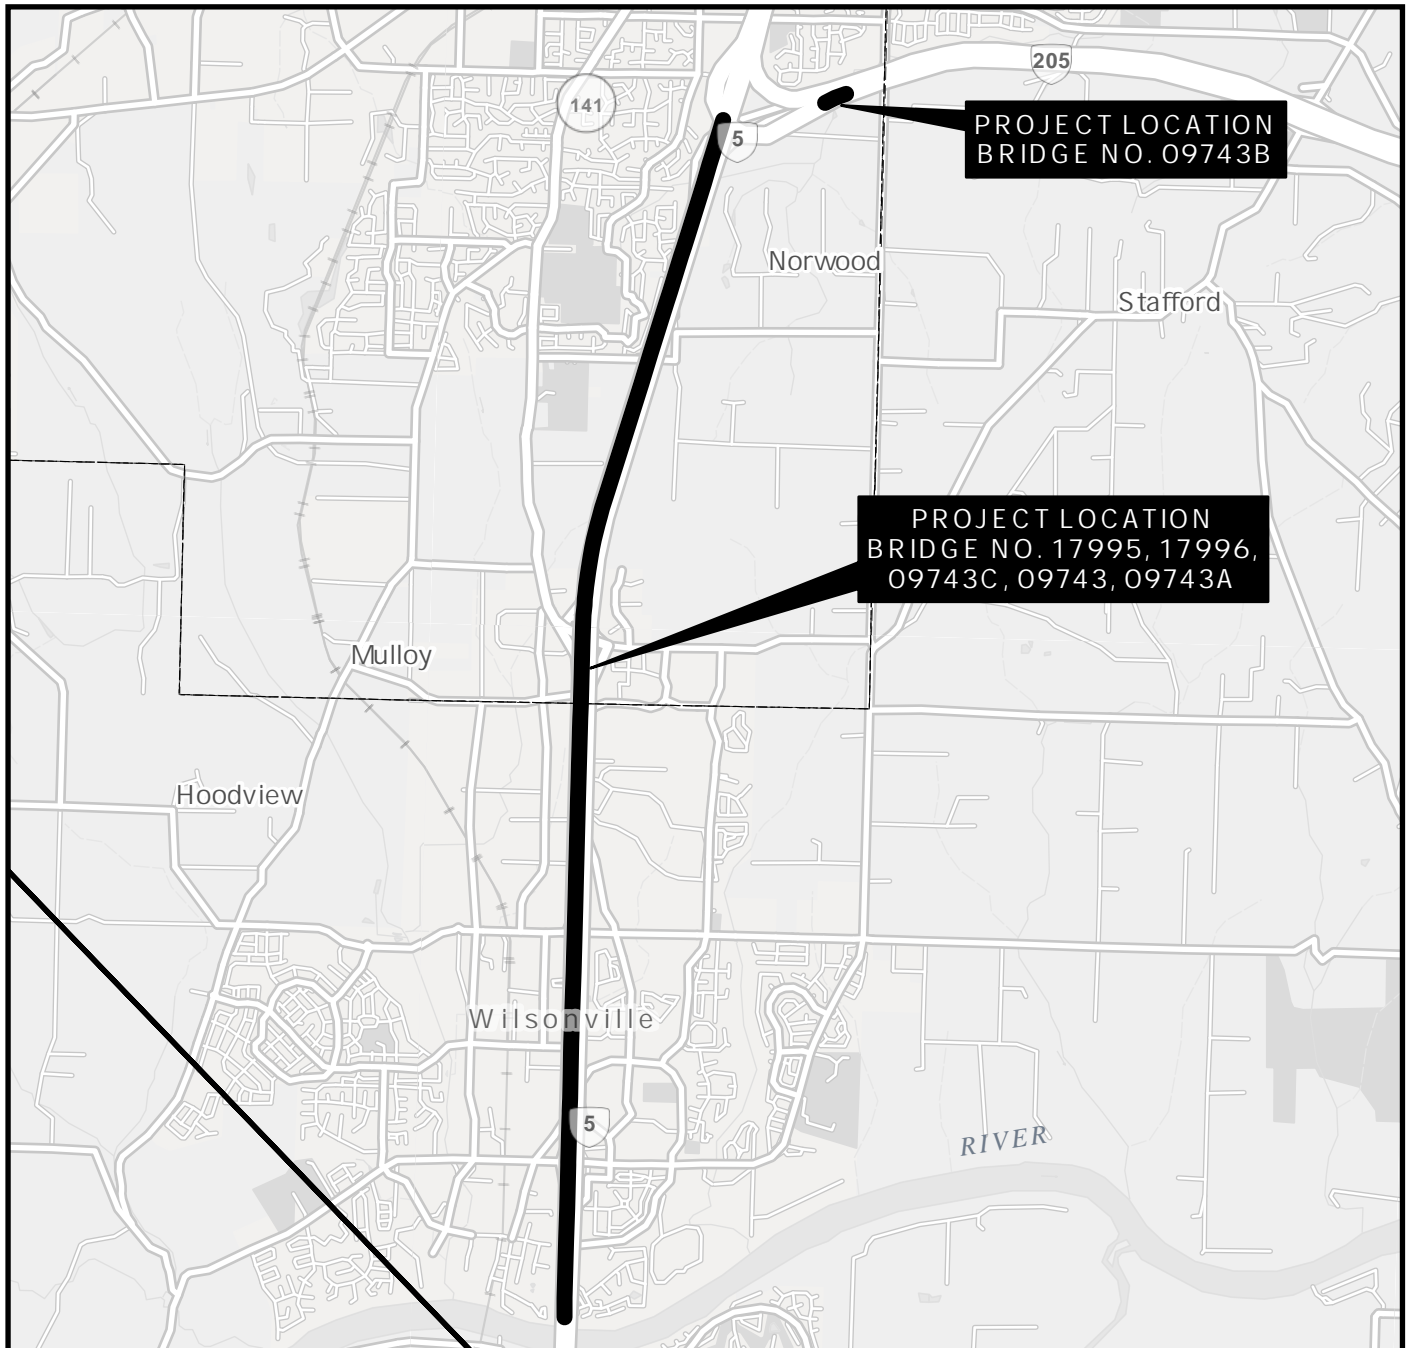 205
141
5
PROJECT LOCATION
BRIDGE NO. 09743B
Norwood
Stafford
PROJECT LOCATION
BRIDGE NO. 17995, 17996,
09743C, 09743, 09743A
Mulloy
Hoodview
Wilsonville
5
RIVER